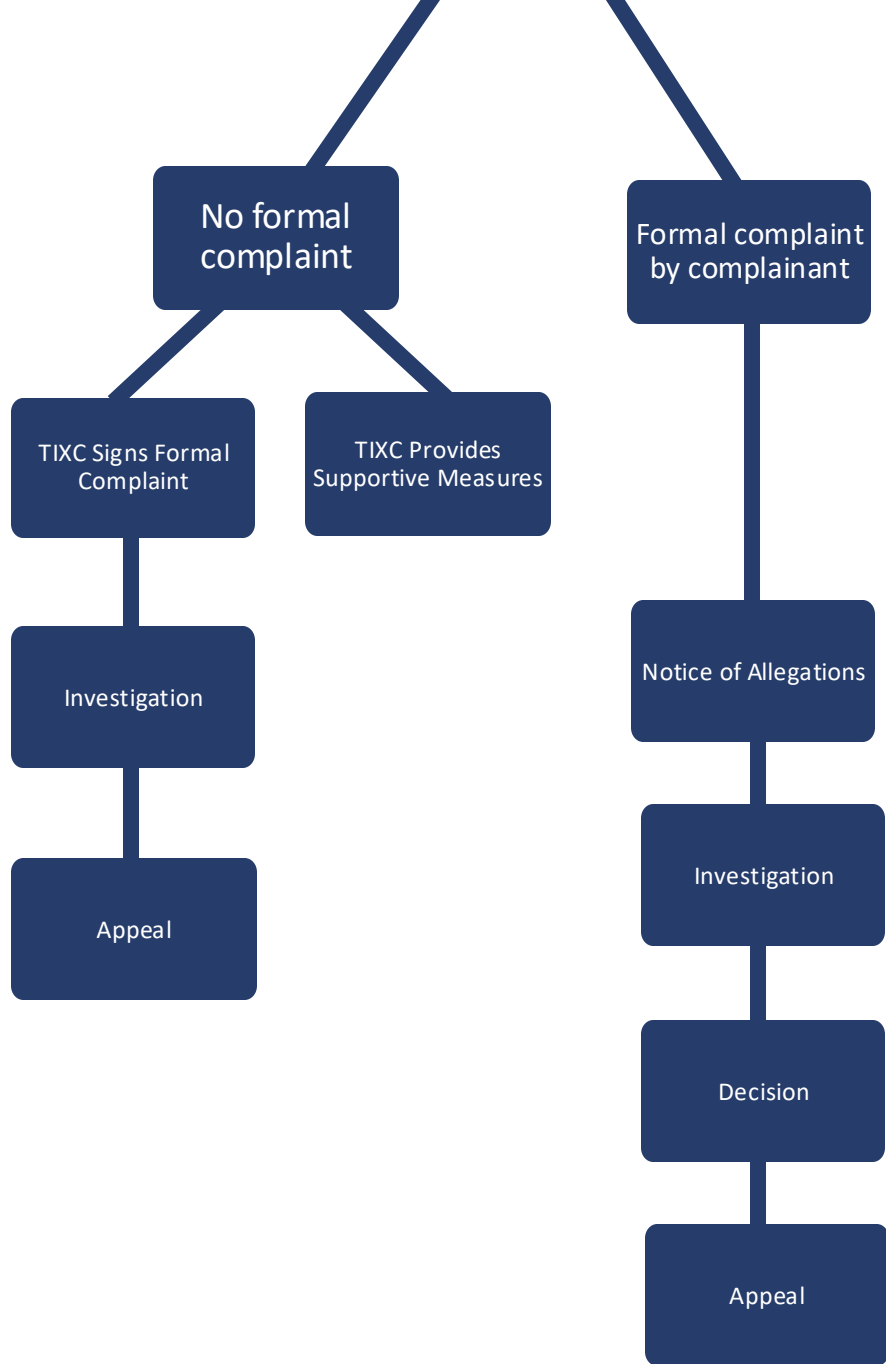 No formal
complaint
Formal complaint
by complainant
TIXC Signs Formal
Complaint
TIXC Provides
Supportive Measures
Investigation
Notice of Allegations
Appeal
Investigation
Decision
Appeal